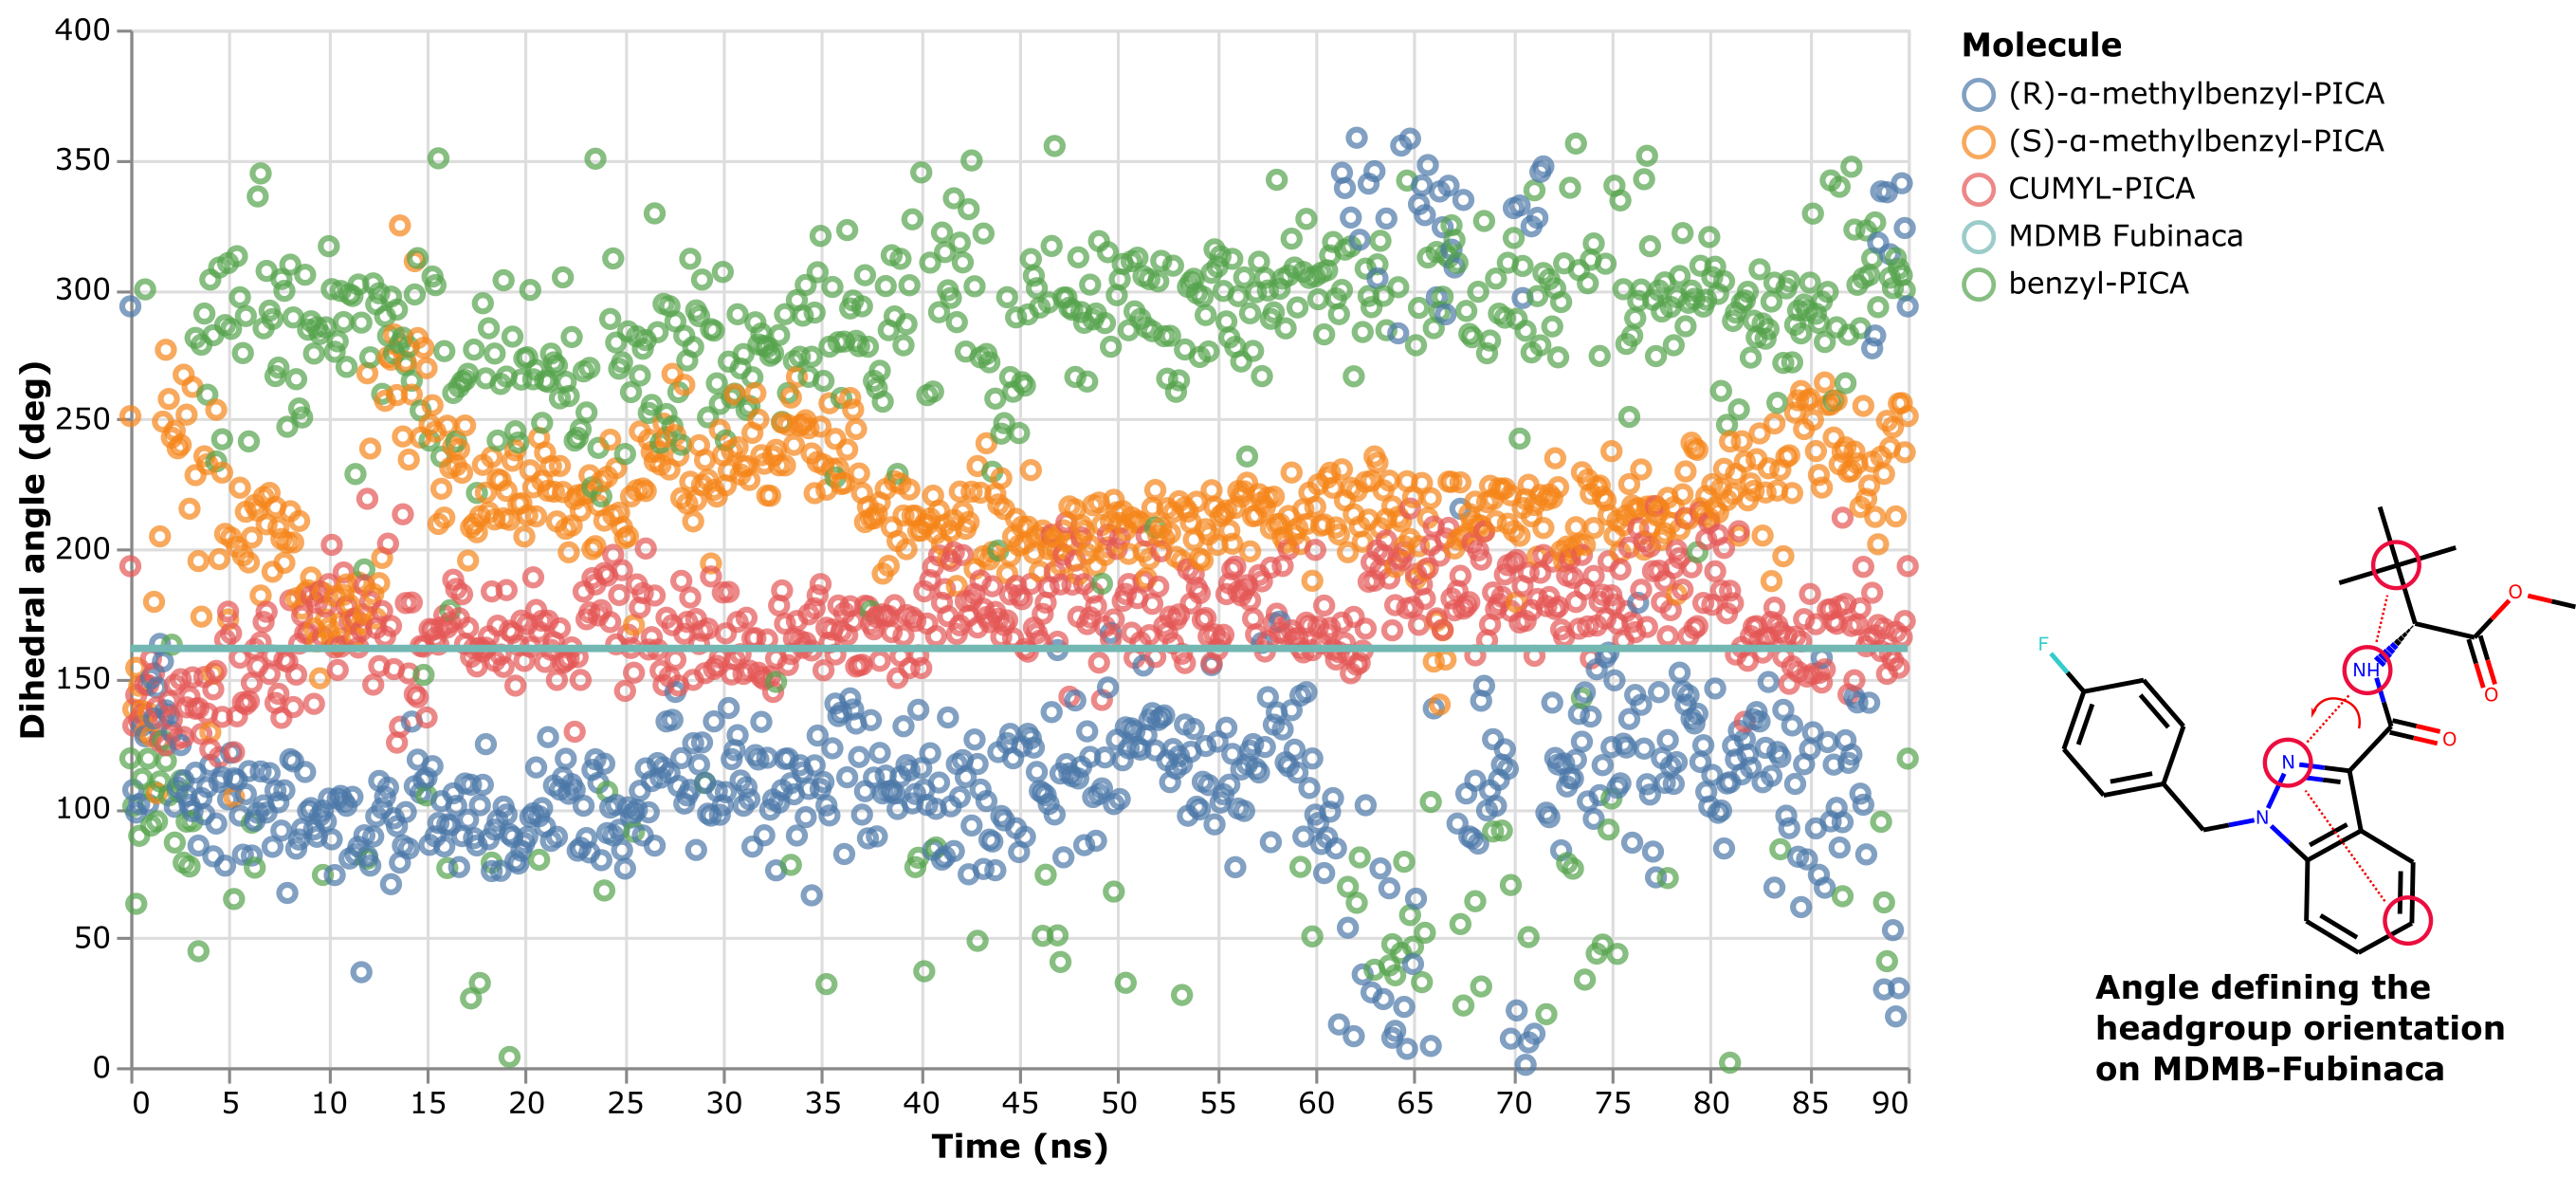 400
350
300
250
200
150
100
50
0
Dihedral angle (deg)
0 5 10 15 20 25 30 35 40 45 50 55 60 65 70 75 80 85 90
Time (ns)
Molecule
(R)-ɑ-methylbenzyl-PICA
(S)-ɑ-methylbenzyl-PICA
CUMYL-PICA
MDMB Fubinaca
benzyl-PICA
O
F
NH
O
O
N
N
Angle defining the
headgroup orientation
on MDMB-Fubinaca